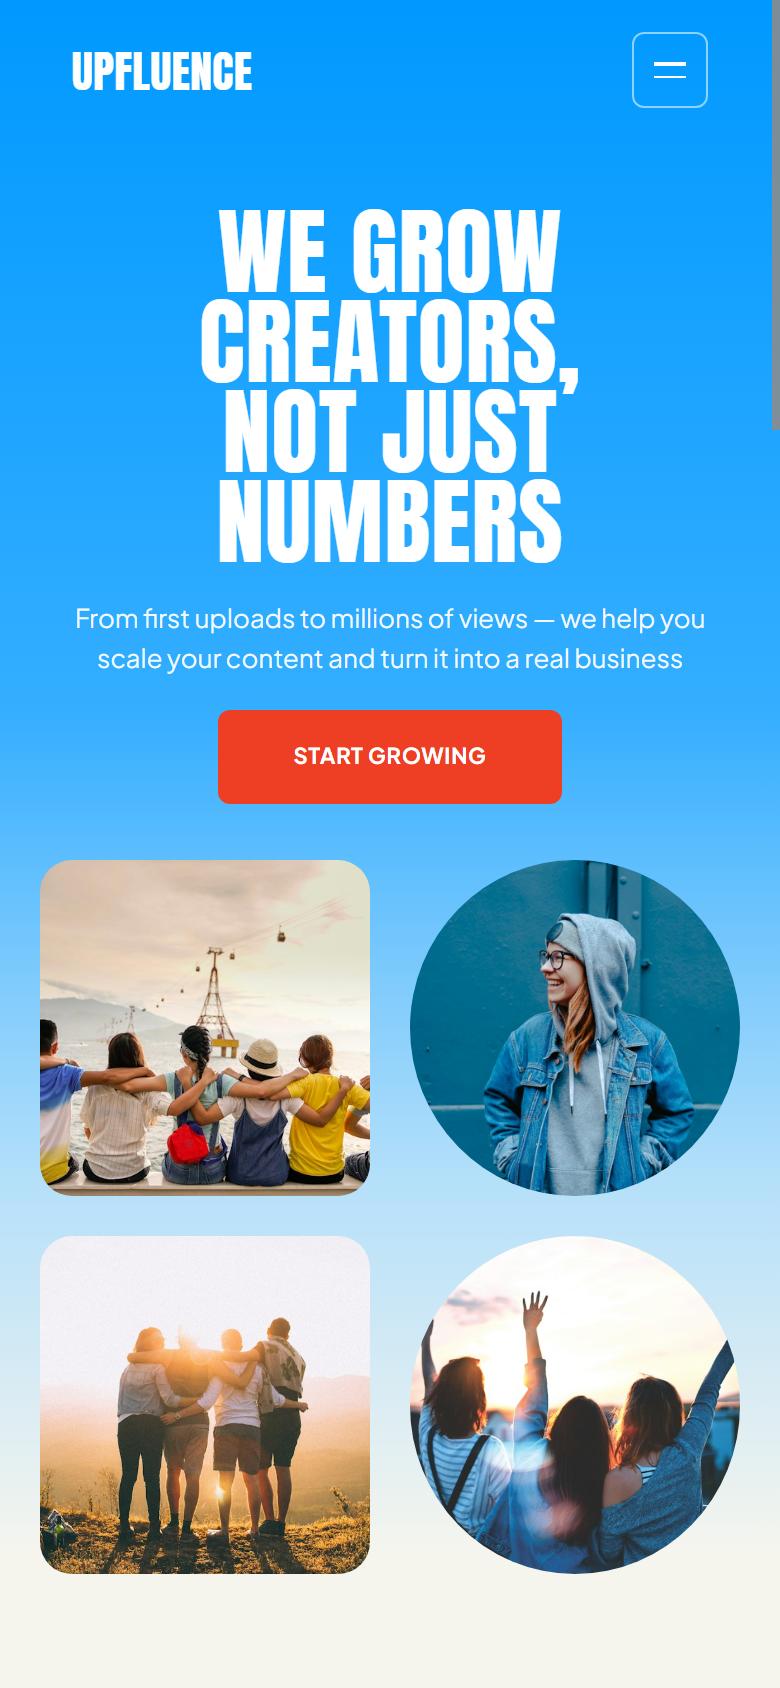 UPFLUENCE
WE GROW
CREATORS,
NOT JUST
NUMBERS
From first uploads to millions of views — we help you
scale your content and turn it into a real business
START GROWING